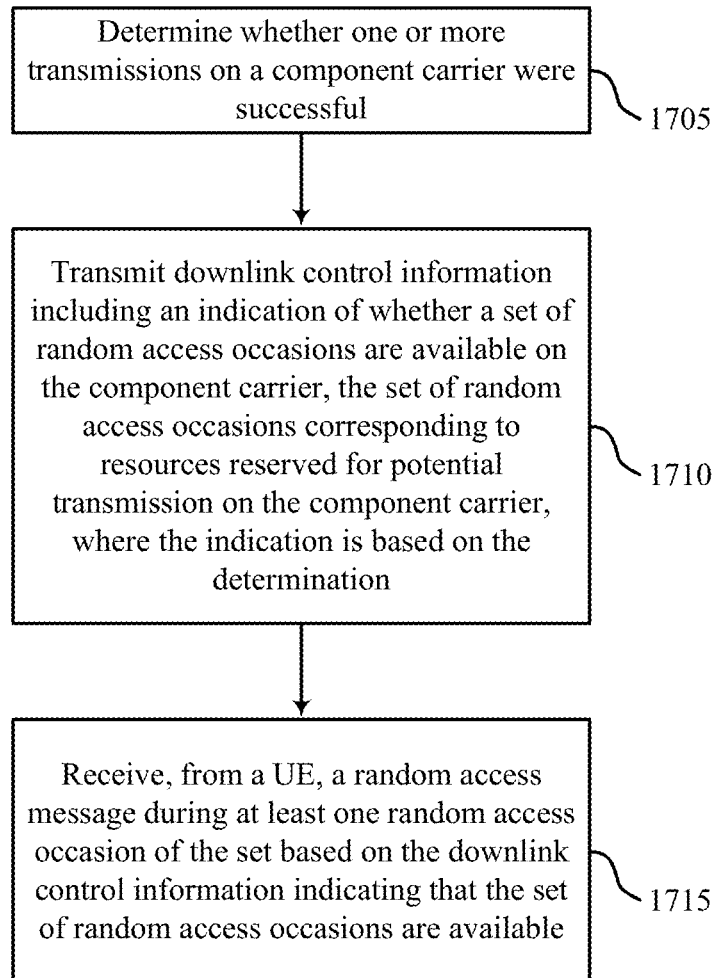 Determine whether one or more
transmissions on a component carrier were
successful
1705
Transmit downlink control information
including an indication of whether a set of
random access occasions are available on
the component carrier, the set of random
access occasions corresponding to
resources reserved for potential
transmission on the component carrier,
where the indication is based on the
determination
1710
Receive, from a UE, a random access
message during at least one random access
occasion of the set based on the downlink
control information indicating that the set
of random access occasions are available
1715